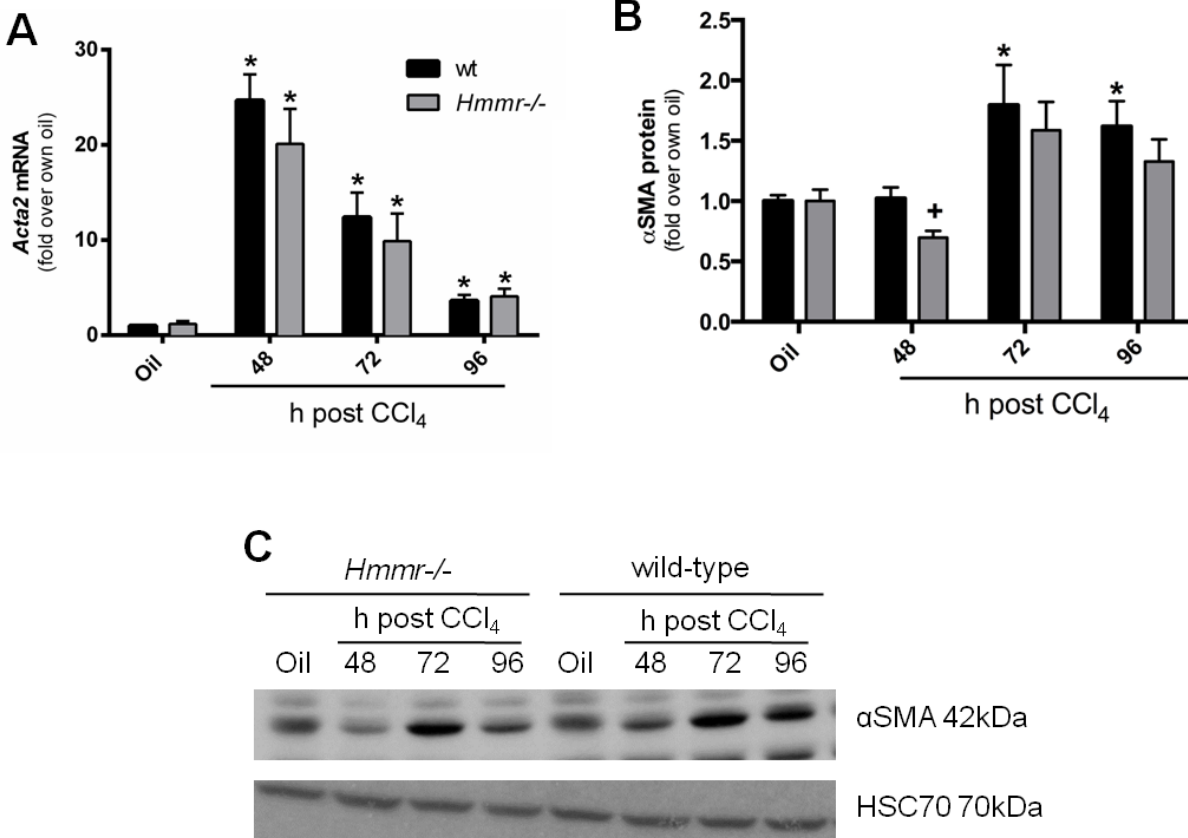 A
30
20
10
0
Acta2 mRNA
(fold over own oil)
wt
Hmmr-/-
* * * * * *
Oil 48 72 96
h post CCl₄
B
2.5
2.0
1.5
1.0
0.5
0.0
αSMA protein
(fold over own oil)
+ * *
Oil 48 72 96
h post CCl₄
C
Hmmr-/- wild-type
h post CCl₄ h post CCl₄
Oil 48 72 96 Oil 48 72 96
αSMA 42kDa
HSC70 70kDa